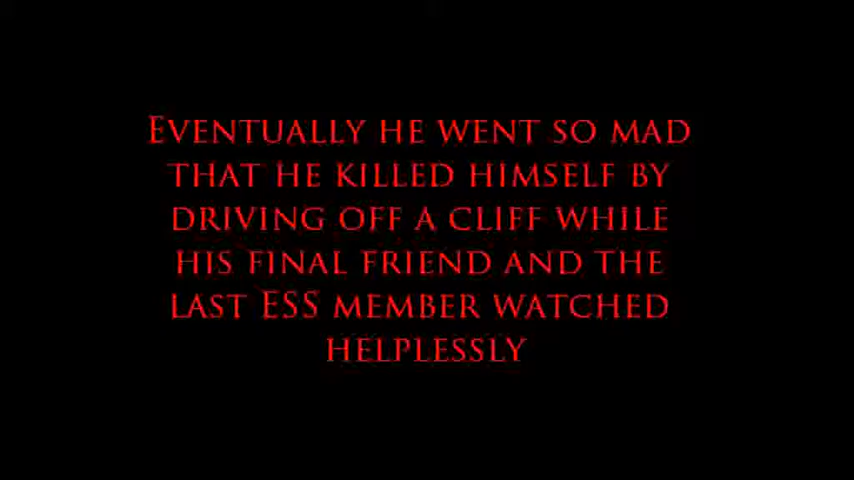 Eventually he went so mad
that he killed himself by
driving off a cliff while
his final friend and the
last ESS member watched
helplessly